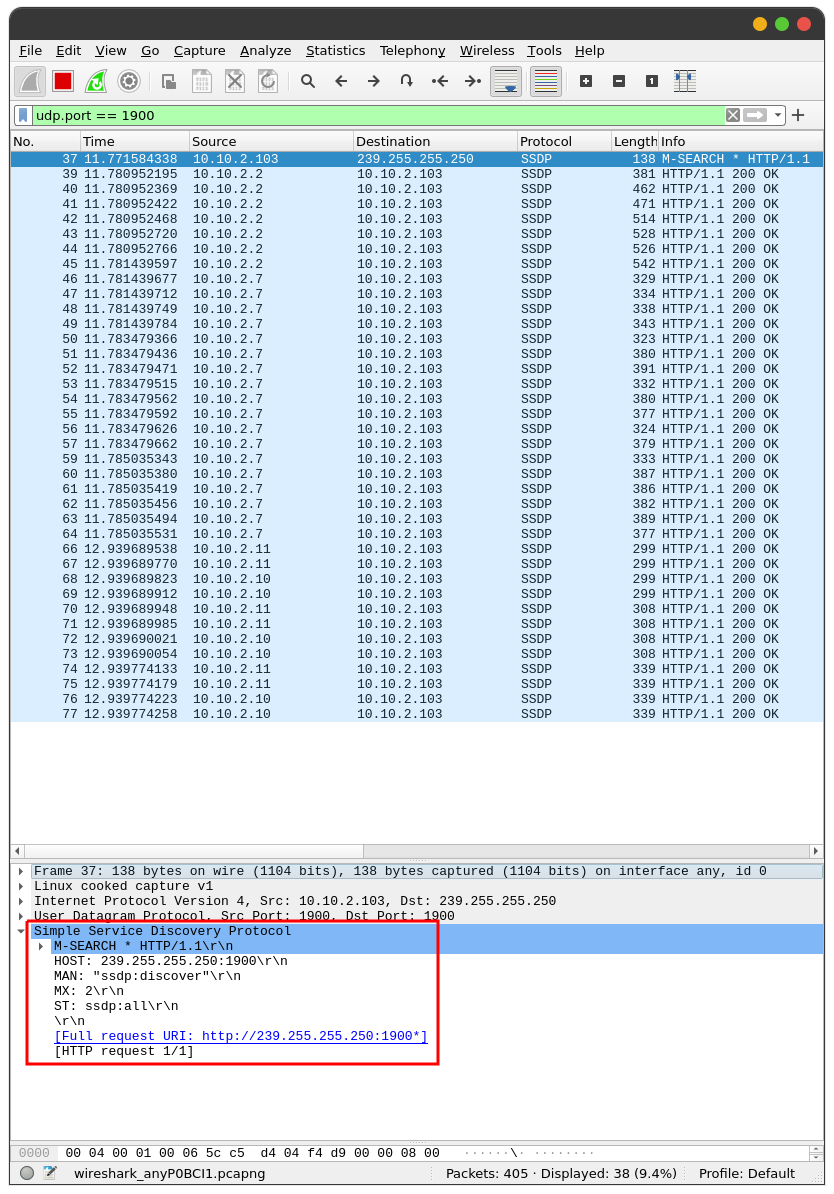 File Edit View Go Capture Analyze Statistics Telephony Wireless Tools Help
udp.port == 1900
No. Time Source Destination Protocol Length Info
37 11.771584338 10.10.2.103 239.255.255.250 SSDP 138 M-SEARCH * HTTP/1.1
39 11.780952195 10.10.2.2 10.10.2.103 SSDP 381 HTTP/1.1 200 OK
40 11.780952369 10.10.2.2 10.10.2.103 SSDP 462 HTTP/1.1 200 OK
41 11.780952422 10.10.2.2 10.10.2.103 SSDP 471 HTTP/1.1 200 OK
42 11.780952468 10.10.2.2 10.10.2.103 SSDP 514 HTTP/1.1 200 OK
43 11.780952720 10.10.2.2 10.10.2.103 SSDP 528 HTTP/1.1 200 OK
44 11.780952766 10.10.2.2 10.10.2.103 SSDP 526 HTTP/1.1 200 OK
45 11.781439597 10.10.2.2 10.10.2.103 SSDP 542 HTTP/1.1 200 OK
46 11.781439677 10.10.2.7 10.10.2.103 SSDP 329 HTTP/1.1 200 OK
47 11.781439712 10.10.2.7 10.10.2.103 SSDP 334 HTTP/1.1 200 OK
48 11.781439749 10.10.2.7 10.10.2.103 SSDP 338 HTTP/1.1 200 OK
49 11.781439784 10.10.2.7 10.10.2.103 SSDP 343 HTTP/1.1 200 OK
50 11.783479366 10.10.2.7 10.10.2.103 SSDP 323 HTTP/1.1 200 OK
51 11.783479436 10.10.2.7 10.10.2.103 SSDP 380 HTTP/1.1 200 OK
52 11.783479471 10.10.2.7 10.10.2.103 SSDP 391 HTTP/1.1 200 OK
53 11.783479515 10.10.2.7 10.10.2.103 SSDP 332 HTTP/1.1 200 OK
54 11.783479562 10.10.2.7 10.10.2.103 SSDP 380 HTTP/1.1 200 OK
55 11.783479592 10.10.2.7 10.10.2.103 SSDP 377 HTTP/1.1 200 OK
56 11.783479626 10.10.2.7 10.10.2.103 SSDP 324 HTTP/1.1 200 OK
57 11.783479662 10.10.2.7 10.10.2.103 SSDP 379 HTTP/1.1 200 OK
59 11.785035343 10.10.2.7 10.10.2.103 SSDP 333 HTTP/1.1 200 OK
60 11.785035380 10.10.2.7 10.10.2.103 SSDP 387 HTTP/1.1 200 OK
61 11.785035419 10.10.2.7 10.10.2.103 SSDP 386 HTTP/1.1 200 OK
62 11.785035456 10.10.2.7 10.10.2.103 SSDP 382 HTTP/1.1 200 OK
63 11.785035494 10.10.2.7 10.10.2.103 SSDP 389 HTTP/1.1 200 OK
64 11.785035531 10.10.2.7 10.10.2.103 SSDP 377 HTTP/1.1 200 OK
66 12.939689538 10.10.2.11 10.10.2.103 SSDP 299 HTTP/1.1 200 OK
67 12.939689770 10.10.2.11 10.10.2.103 SSDP 299 HTTP/1.1 200 OK
68 12.939689823 10.10.2.10 10.10.2.103 SSDP 299 HTTP/1.1 200 OK
69 12.939689912 10.10.2.10 10.10.2.103 SSDP 299 HTTP/1.1 200 OK
70 12.939689948 10.10.2.11 10.10.2.103 SSDP 308 HTTP/1.1 200 OK
71 12.939689985 10.10.2.11 10.10.2.103 SSDP 308 HTTP/1.1 200 OK
72 12.939690021 10.10.2.10 10.10.2.103 SSDP 308 HTTP/1.1 200 OK
73 12.939690054 10.10.2.10 10.10.2.103 SSDP 308 HTTP/1.1 200 OK
74 12.939774133 10.10.2.11 10.10.2.103 SSDP 339 HTTP/1.1 200 OK
75 12.939774179 10.10.2.11 10.10.2.103 SSDP 339 HTTP/1.1 200 OK
76 12.939774223 10.10.2.10 10.10.2.103 SSDP 339 HTTP/1.1 200 OK
77 12.939774258 10.10.2.10 10.10.2.103 SSDP 339 HTTP/1.1 200 OK
Frame 37: 138 bytes on wire (1104 bits), 138 bytes captured (1104 bits) on interface any, id 0
Linux cooked capture v1
Internet Protocol Version 4, Src: 10.10.2.103, Dst: 239.255.255.250
User Datagram Protocol, Src Port: 1900, Dst Port: 1900
Simple Service Discovery Protocol
M-SEARCH * HTTP/1.1\r\n
HOST: 239.255.255.250:1900\r\n
MAN: "ssdp:discover"\r\n
MX: 2\r\n
ST: ssdp:all\r\n
\r\n
[Full request URI: http://239.255.255.250:1900*]
[HTTP request 1/1]
0000 00 04 00 01 00 06 5c c5 d4 04 f4 d9 00 00 08 00 ······\· ········
wireshark_anyP0BCI1.pcapng Packets: 405 · Displayed: 38 (9.4%) Profile: Default